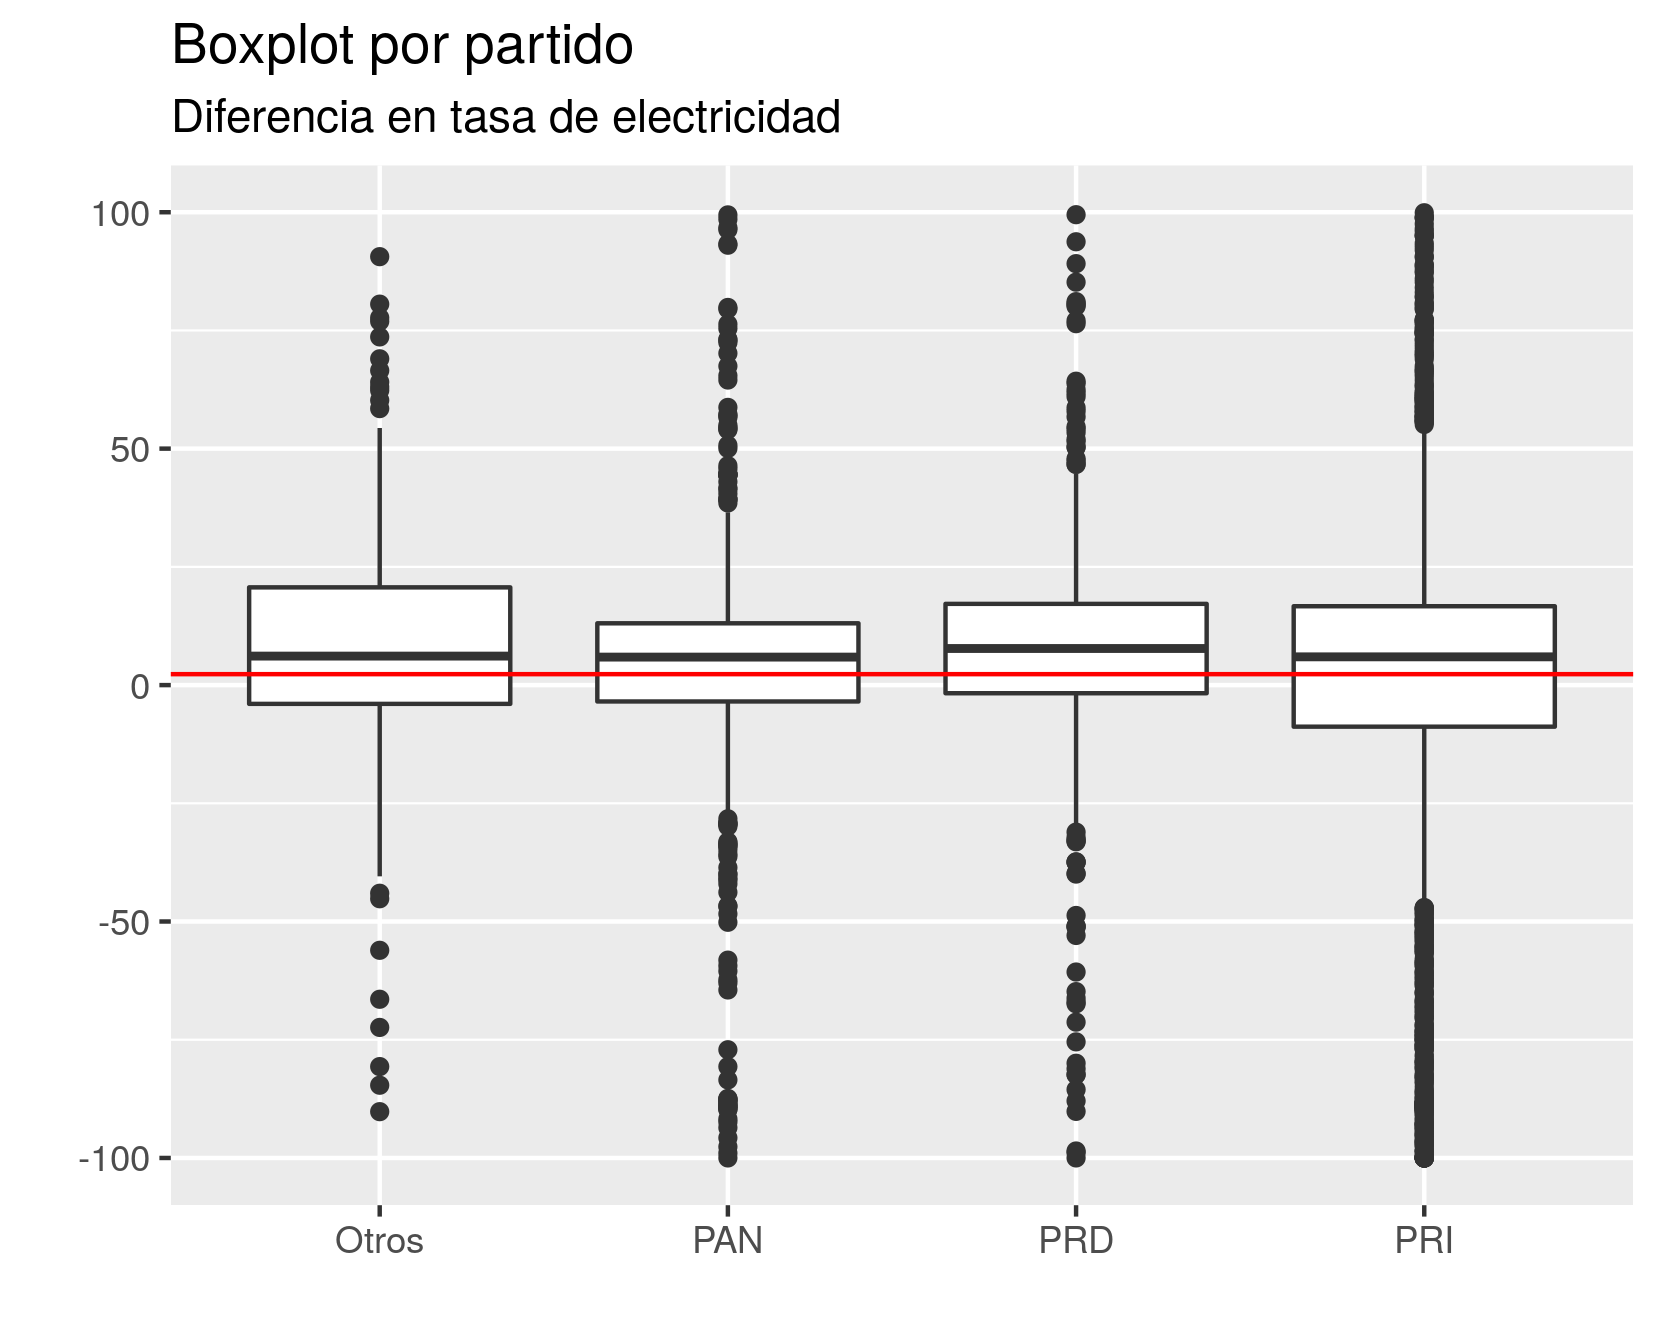 Boxplot por partido
Diferencia en tasa de electricidad
100
50
0
-50
-100
Otros PAN PRD PRI